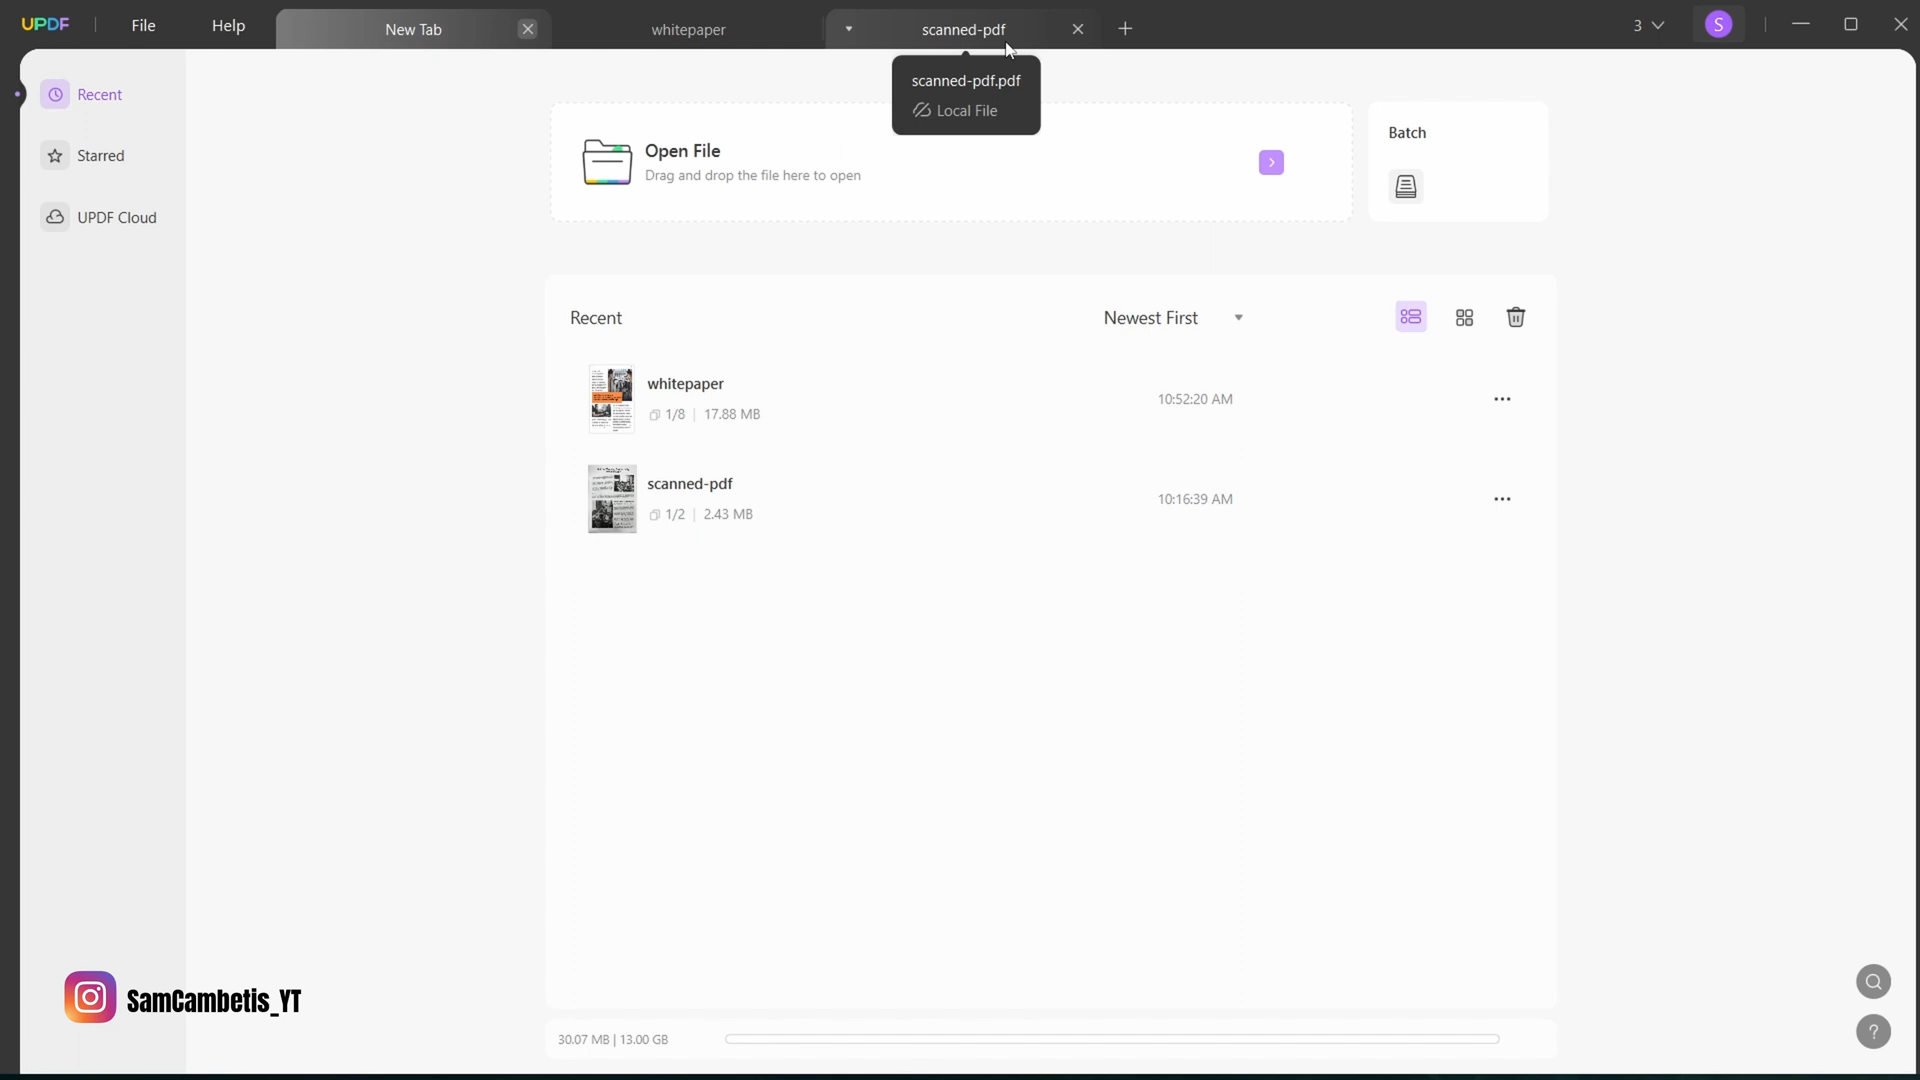 UPDF File Help New Tab whitepaper scanned-pdf 3 S
scanned-pdf.pdf
Local File
Recent
Starred
UPDF Cloud
Open File
Drag and drop the file here to open
Batch
Recent Newest First
whitepaper
1/8 | 17.88 MB
10:52:20 AM
scanned-pdf
1/2 | 2.43 MB
10:16:39 AM
SamCambetis_YT
30.07 MB | 13.00 GB
?